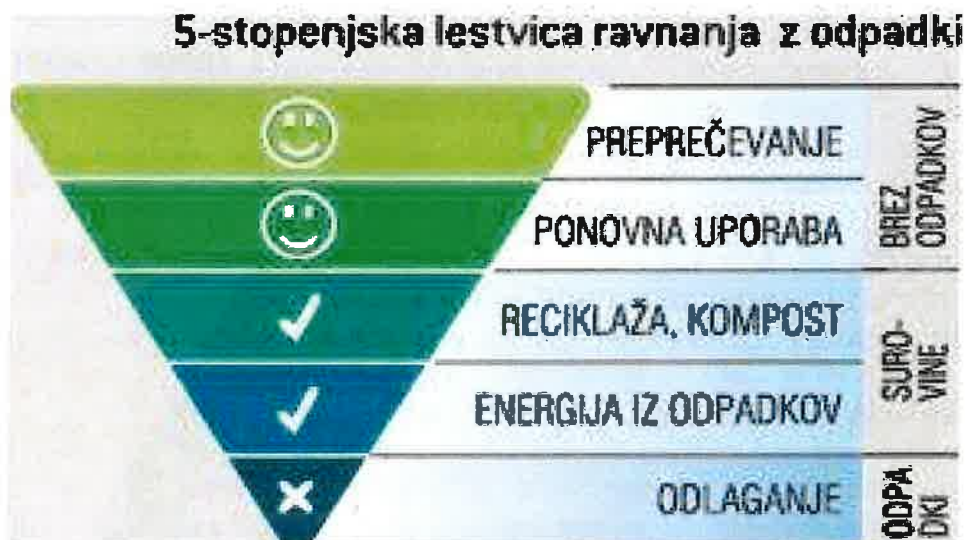 5-stopenjska lestvica ravnanja z odpadki
PREPREČEVANJE
PONOVNA UPORABA
BREZ
ODPADKOV
RECIKLAŽA, KOMPOST
ENERGIJA IZ ODPADKOV
SURO-
VINE
ODLAGANJE
ODPA
DKI